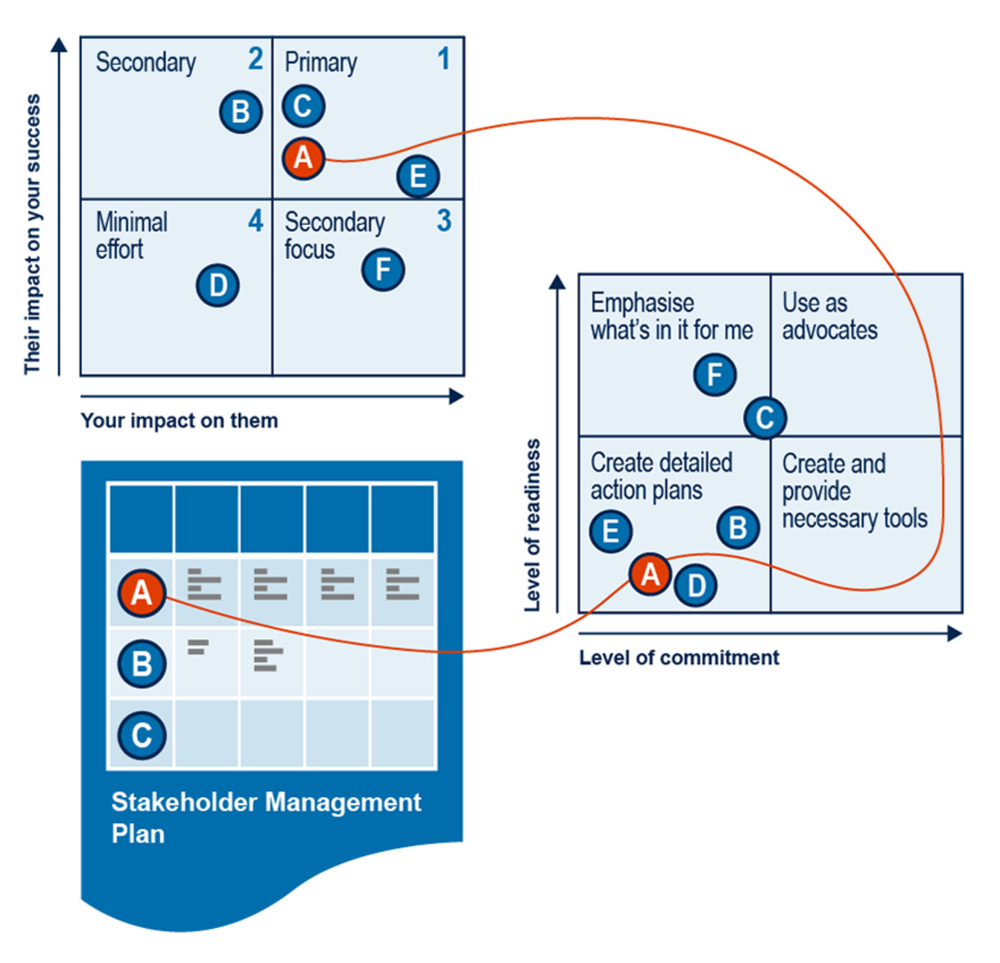 Their impact on your success
Secondary 2
B
Primary 1
C
A
E
Minimal 4
effort
D
Secondary 3
focus
F
Your impact on them
Level of readiness
Emphasise
what's in it for me
F
C
Use as
advocates
Create detailed
action plans
E
B
A
D
Create and
provide
necessary tools
Level of commitment
A
B
C
Stakeholder Management
Plan